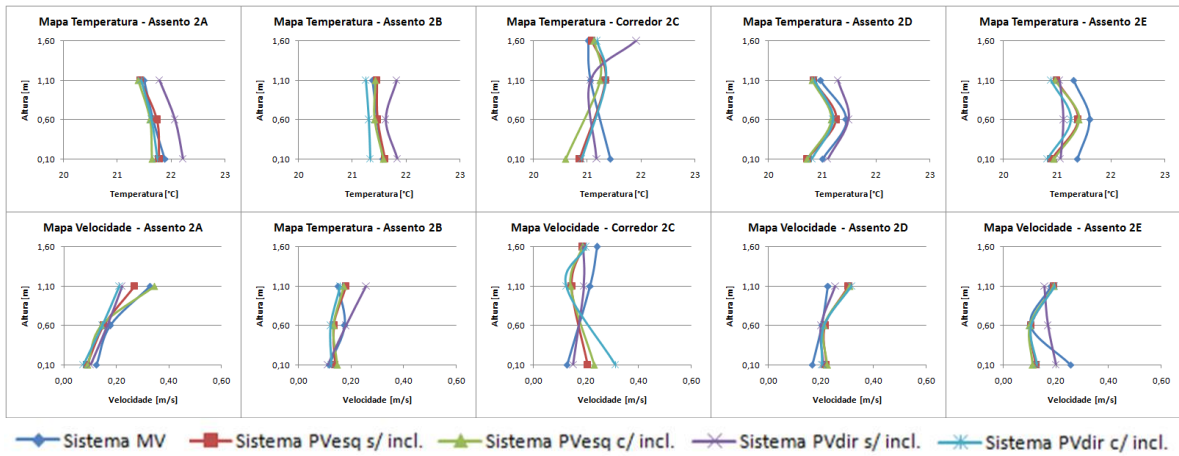 Mapa Temperatura - Assento 2A
Altura [m]
1,60
1,10
0,60
0,10
20 21 22 23
Temperatura [°C]
Mapa Temperatura - Assento 2B
Altura [m]
1,60
1,10
0,60
0,10
20 21 22 23
Temperatura [°C]
Mapa Temperatura - Corredor 2C
Altura [m]
1,60
1,10
0,60
0,10
20 21 22 23
Temperatura [°C]
Mapa Temperatura - Assento 2D
Altura [m]
1,60
1,10
0,60
0,10
20 21 22 23
Temperatura [°C]
Mapa Temperatura - Assento 2E
Altura [m]
1,60
1,10
0,60
0,10
20 21 22 23
Temperatura [°C]
Mapa Velocidade - Assento 2A
Altura [m]
1,60
1,10
0,60
0,10
0,00 0,20 0,40 0,60
Velocidade [m/s]
Mapa Temperatura - Assento 2B
Altura [m]
1,60
1,10
0,60
0,10
0,00 0,20 0,40 0,60
Velocidade [m/s]
Mapa Velocidade - Corredor 2C
Altura [m]
1,60
1,10
0,60
0,10
0,00 0,20 0,40 0,60
Velocidade [m/s]
Mapa Velocidade - Assento 2D
Altura [m]
1,60
1,10
0,60
0,10
0,00 0,20 0,40 0,60
Velocidade [m/s]
Mapa Velocidade - Assento 2E
Altura [m]
1,60
1,10
0,60
0,10
0,00 0,20 0,40 0,60
Velocidade [m/s]
Sistema MV Sistema PVesq s/ incl. Sistema PVesq c/ incl. Sistema PVdir s/ incl. Sistema PVdir c/ incl.